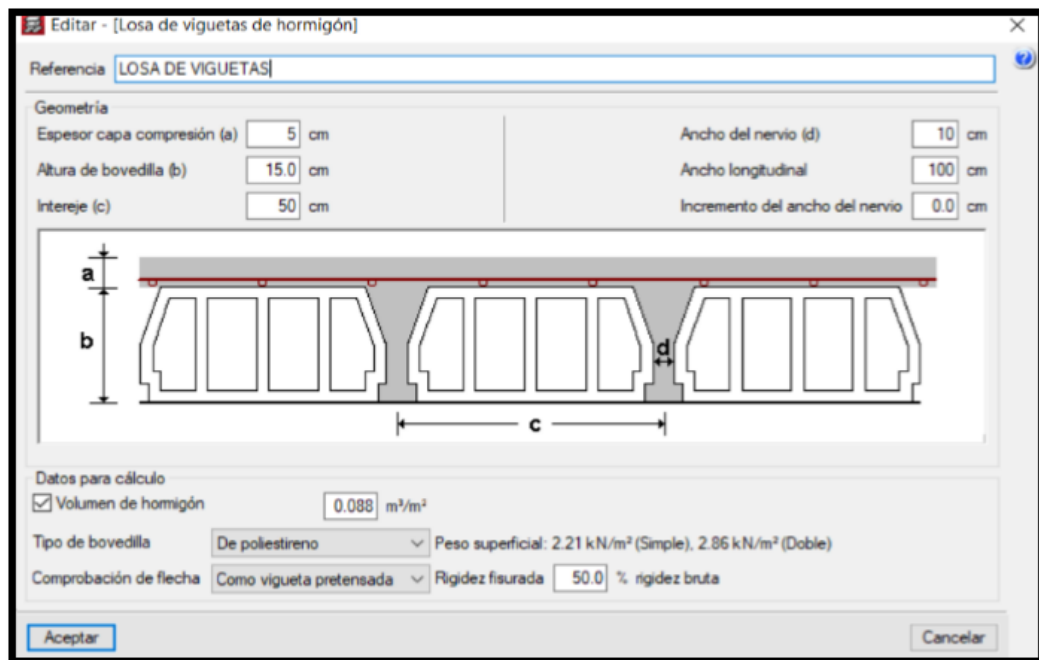 Editar - [Losa de viguetas de hormigón]
Referencia LOSA DE VIGUETAS
Geometría
Espesor capa compresión (a) 5 cm Ancho del nervio (d) 10 cm
Altura de bovedilla (b) 15.0 cm Ancho longitudinal 100 cm
Intereje (c) 50 cm Incremento del ancho del nervio 0.0 cm
a
b
d
c
Datos para cálculo
Volumen de hormigón 0.088 m³/m²
Tipo de bovedilla De poliestireno Peso superficial: 2.21 kN/m² (Simple), 2.86 kN/m² (Doble)
Comprobación de flecha Como vigueta pretensada Rigidez fisurada 50.0 % rigidez bruta
Aceptar Cancelar